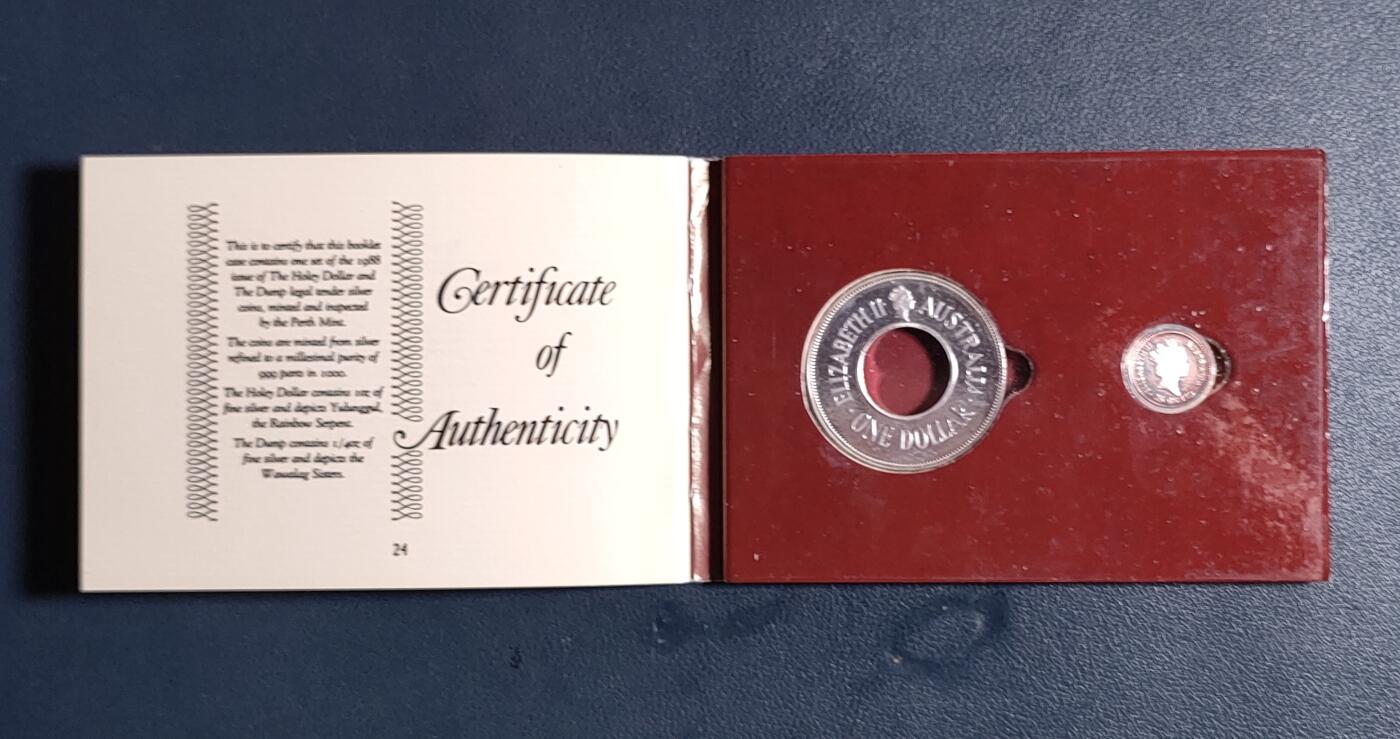 This is to certify that this booklet
case contains one set of the 1988
issue of The Holey Dollar and
The Dump legal tender silver
coins, minted and inspected
by the Perth Mint.
The coins are minted from silver
refined to a millesimal purity of
999 parts in 1000.
The Holey Dollar contains 1oz of
fine silver and depicts Yulunggul,
the Rainbow Serpent.
The Dump contains 1/4oz of
fine silver and depicts the
Wawalag Sisters.
24
Certificate
of
Authenticity
ELIZABETH II AUSTRALIA
ONE DOLLAR